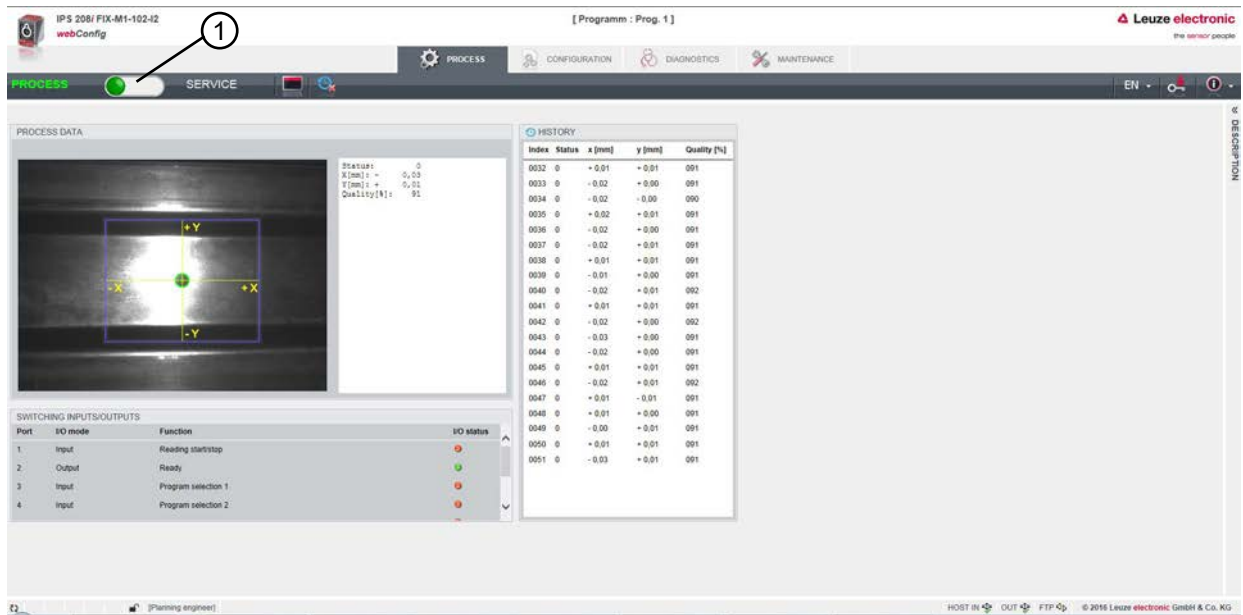 IPS 208/ FIX-M1-102-I2
webConfig
[ Programm : Prog. 1 ]
Leuze electronic
the sensor people
1
PROCESS
CONFIGURATION
DIAGNOSTICS
MAINTENANCE
PROCESS
SERVICE
EN
PROCESS DATA
Status: 0
X[mm]: - 0,03
Y[mm]: + 0,01
Quality[%]: 91
+Y
-X
+X
-Y
HISTORY
Index Status x [mm] y [mm] Quality [%]
0032 0 + 0,01 + 0,01 091
0033 0 - 0,02 + 0,00 091
0034 0 - 0,02 - 0,00 090
0035 0 + 0,02 + 0,01 091
0036 0 - 0,02 + 0,00 091
0037 0 - 0,02 + 0,01 091
0038 0 + 0,01 + 0,01 091
0039 0 - 0,01 + 0,00 091
0040 0 - 0,02 + 0,01 092
0041 0 + 0,01 + 0,01 091
0042 0 - 0,02 + 0,00 092
0043 0 - 0,03 + 0,00 091
0044 0 - 0,02 + 0,00 091
0045 0 + 0,01 + 0,01 091
0046 0 - 0,02 + 0,01 092
0047 0 + 0,01 - 0,01 091
0048 0 + 0,01 + 0,00 091
0049 0 - 0,00 + 0,01 091
0050 0 + 0,01 + 0,01 091
0051 0 - 0,03 + 0,01 091
SWITCHING INPUTS/OUTPUTS
Port I/O mode Function I/O status
1 Input Reading start/stop
2 Output Ready
3 Input Program selection 1
4 Input Program selection 2
DESCRIPTION
[Planning engineer]
HOST IN OUT FTP © 2016 Leuze electronic GmbH & Co. KG